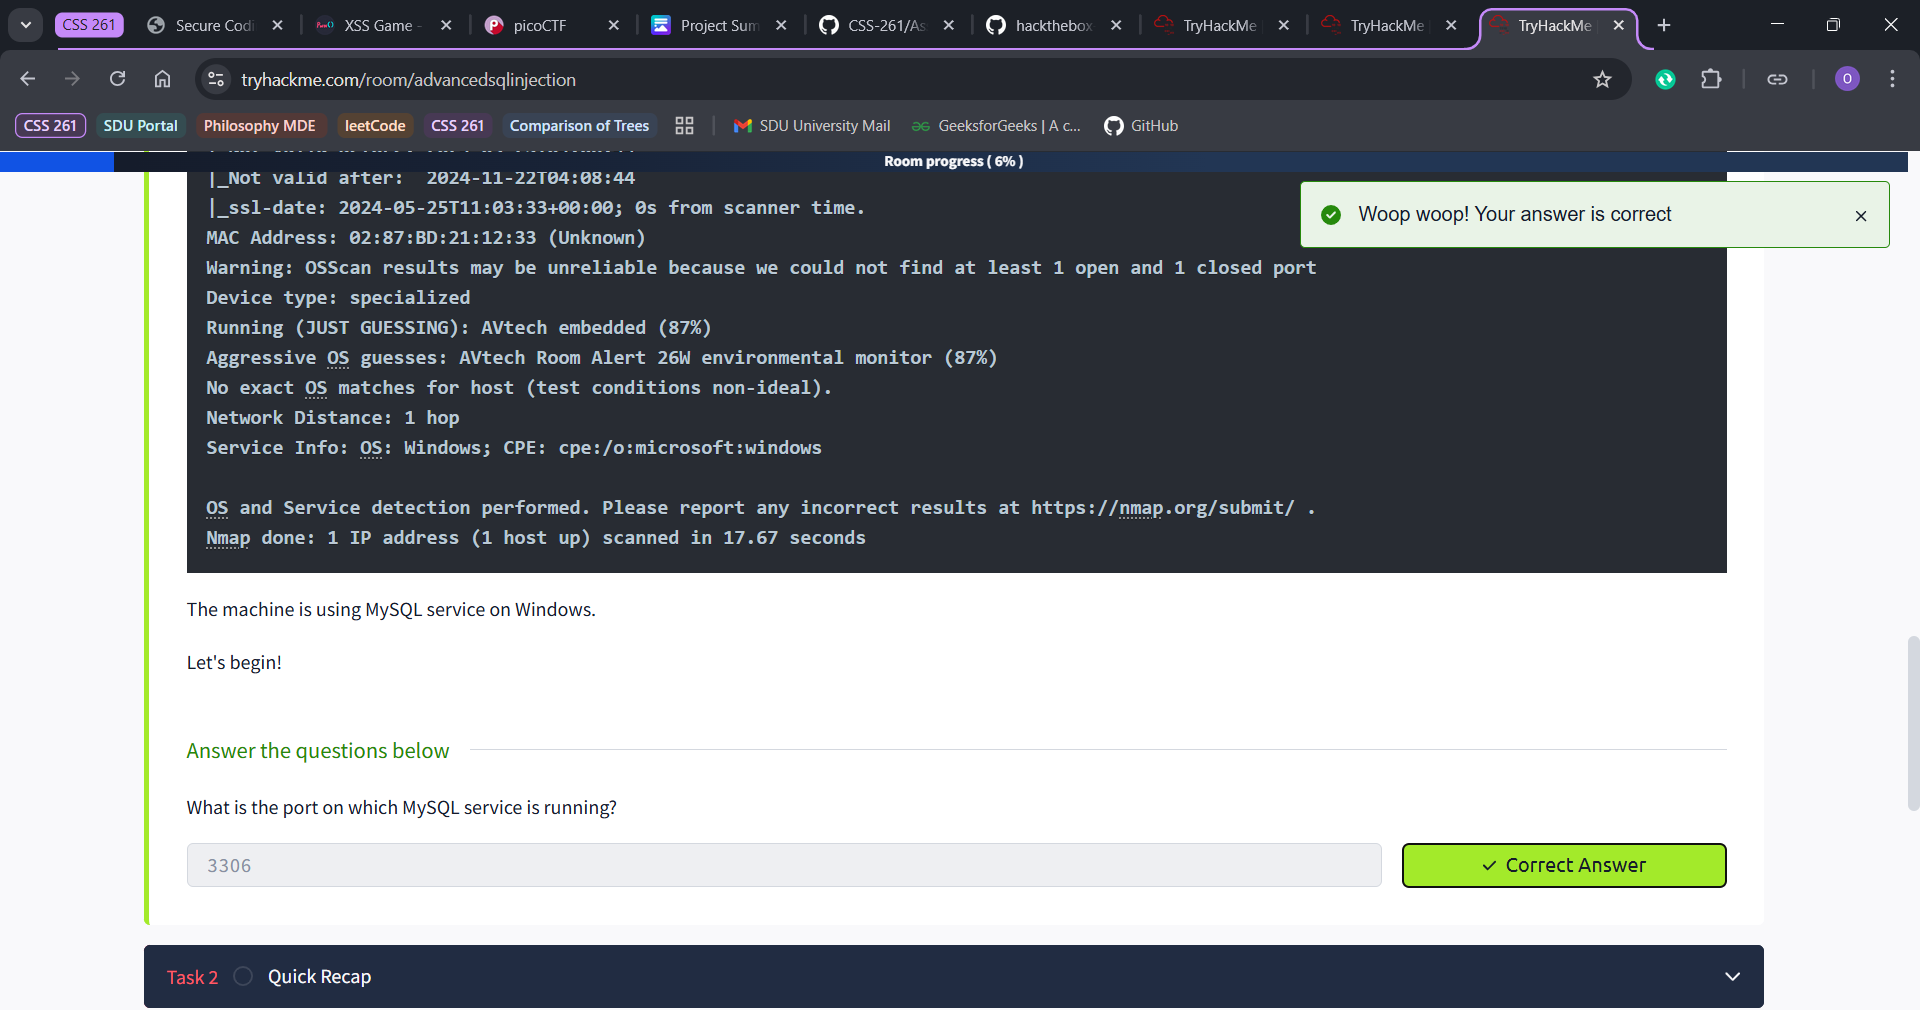 CSS 261
Secure Codi
XSS Game -
picoCTF
Project Sum
CSS-261/As
hackthebox
TryHackMe
TryHackMe
TryHackMe
tryhackme.com/room/advancedsqlinjection
O
CSS 261
SDU Portal
Philosophy MDE
leetCode
CSS 261
Comparison of Trees
SDU University Mail
GeeksforGeeks | A c...
GitHub
Room progress ( 6% )
|_Not valid after:  2024-11-22T04:08:44
|_ssl-date: 2024-05-25T11:03:33+00:00; 0s from scanner time.
Woop woop! Your answer is correct
MAC Address: 02:87:BD:21:12:33 (Unknown)
Warning: OSScan results may be unreliable because we could not find at least 1 open and 1 closed port
Device type: specialized
Running (JUST GUESSING): AVtech embedded (87%)
Aggressive OS guesses: AVtech Room Alert 26W environmental monitor (87%)
No exact OS matches for host (test conditions non-ideal).
Network Distance: 1 hop
Service Info: OS: Windows; CPE: cpe:/o:microsoft:windows
OS and Service detection performed. Please report any incorrect results at https://nmap.org/submit/ .
Nmap done: 1 IP address (1 host up) scanned in 17.67 seconds
The machine is using MySQL service on Windows.
Let's begin!
Answer the questions below
What is the port on which MySQL service is running?
3306
Correct Answer
Task 2
Quick Recap